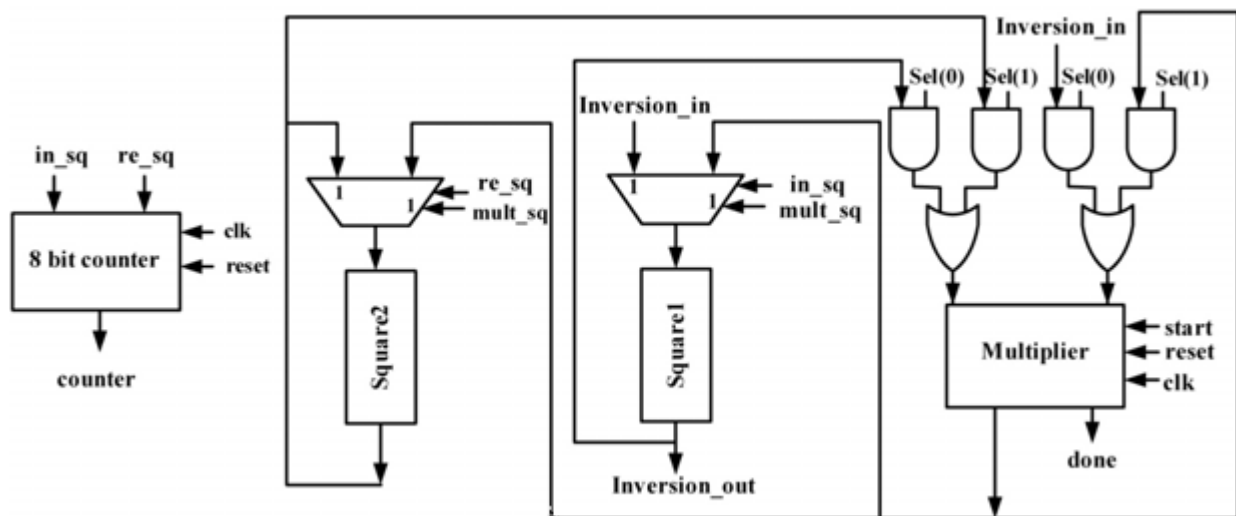 Inversion_in
Sel(0)
Sel(1)
Sel(0)
Sel(1)
Inversion_in
in_sq
re_sq
1
1
re_sq
mult_sq
1
1
in_sq
mult_sq
8 bit counter
clk
reset
Square2
Square1
Multiplier
start
reset
clk
counter
done
Inversion_out